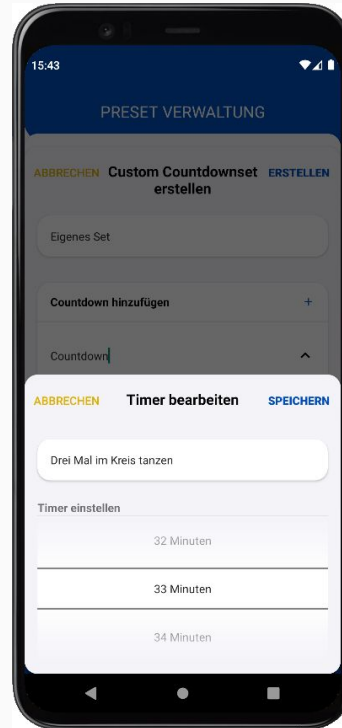 15:43
PRESET VERWALTUNG
ABBRECHEN Custom Countdownset ERSTELLEN
erstellen
Eigenes Set
Countdown hinzufügen +
Countdown
ABBRECHEN Timer bearbeiten SPEICHERN
Drei Mal im Kreis tanzen
Timer einstellen
32 Minuten
33 Minuten
34 Minuten